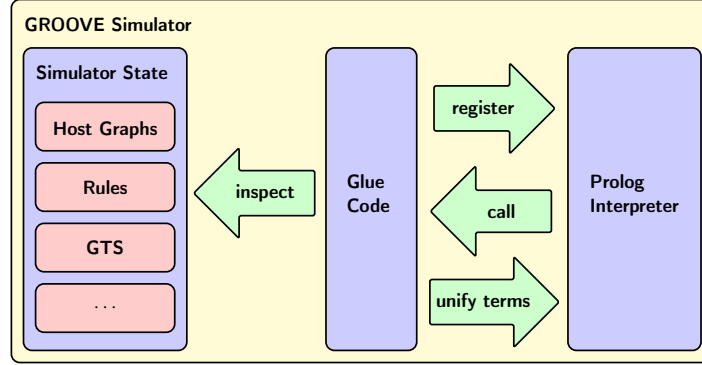 GROOVE Simulator
Simulator State
Host Graphs
Rules
GTS
...
inspect
Glue
Code
register
call
unify terms
Prolog
Interpreter